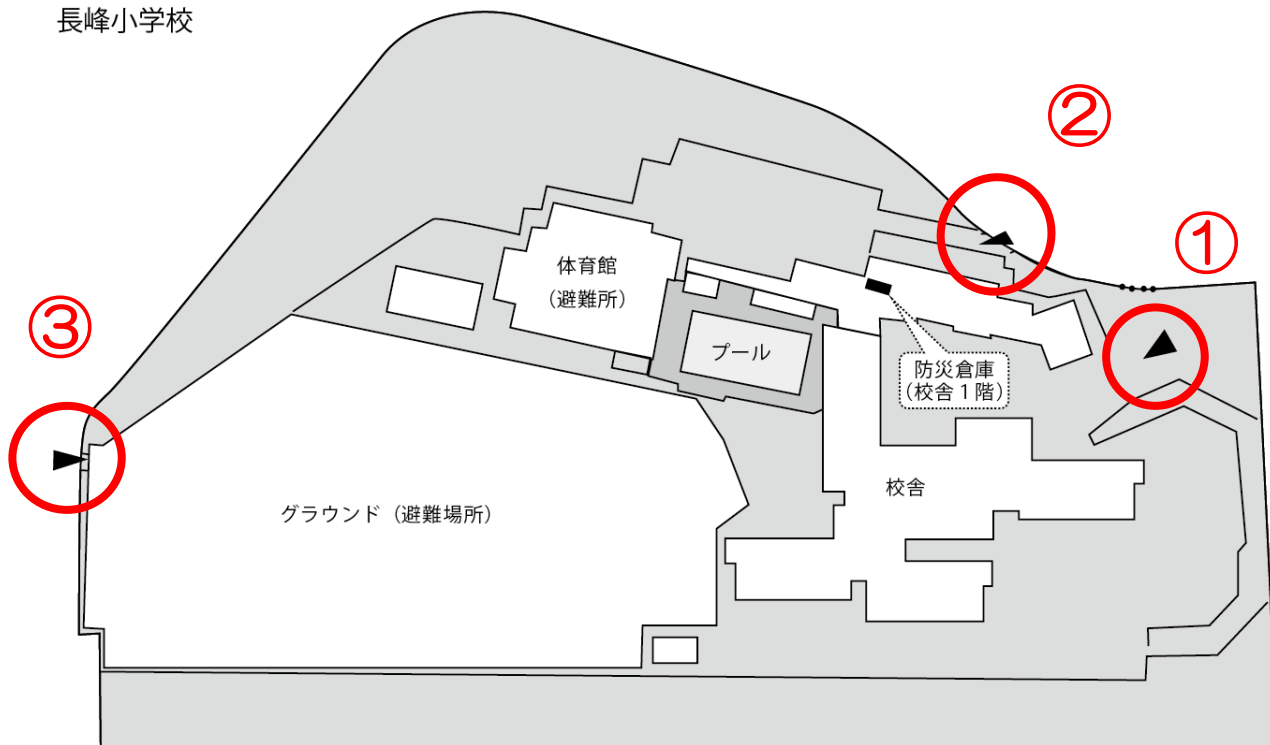 長峰小学校
②
①
体育館
（避難所）
③
プール
防災倉庫
（校舎１階）
校舎
グラウンド（避難場所）